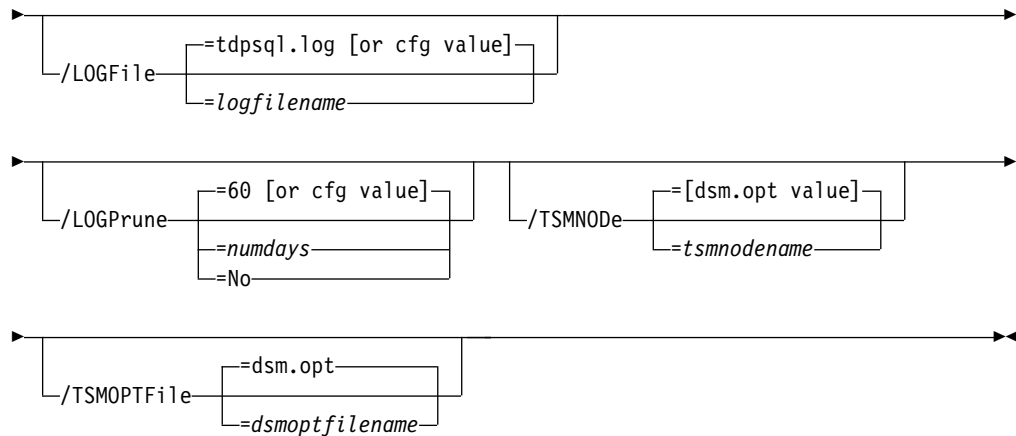 =tdpsql.log [or cfg value]
/LOGFile
=logfilename
=60 [or cfg value]
=[dsm.opt value]
/LOGPrune
/TSMNODe
=numdays
=tsmnodename
=No
=dsm.opt
/TSMOPTFile
=dsmoptfilename